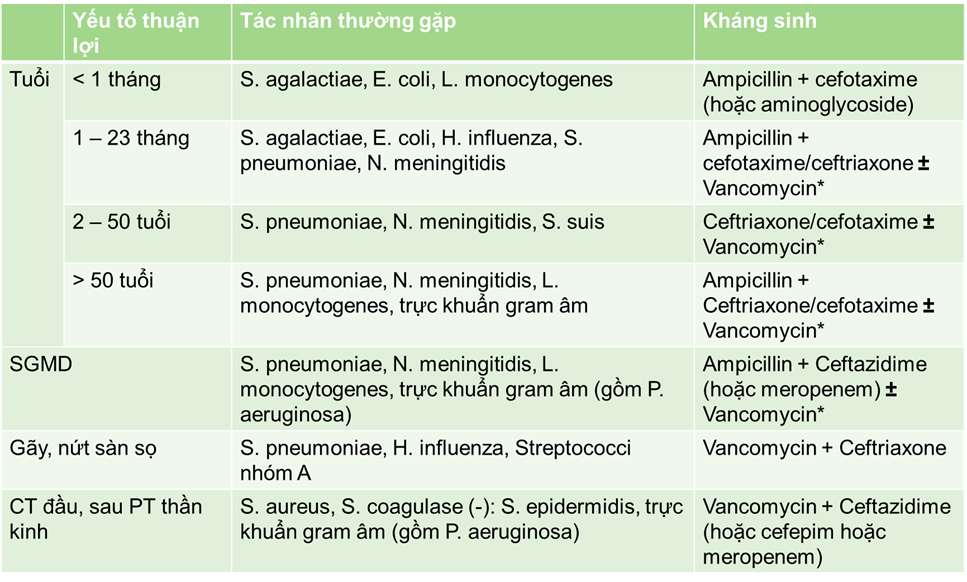 Yếu tố thuận
lợi
Tác nhân thường gặp
Kháng sinh
Tuổi
< 1 tháng
S. agalactiae, E. coli, L. monocytogenes
Ampicillin + cefotaxime
(hoặc aminoglycoside)
1 – 23 tháng
S. agalactiae, E. coli, H. influenza, S.
pneumoniae, N. meningitidis
Ampicillin +
cefotaxime/ceftriaxone ±
Vancomycin*
2 – 50 tuổi
S. pneumoniae, N. meningitidis, S. suis
Ceftriaxone/cefotaxime ±
Vancomycin*
> 50 tuổi
S. pneumoniae, N. meningitidis, L.
monocytogenes, trực khuẩn gram âm
Ampicillin +
Ceftriaxone/cefotaxime ±
Vancomycin*
SGMD
S. pneumoniae, N. meningitidis, L.
monocytogenes, trực khuẩn gram âm (gồm P.
aeruginosa)
Ampicillin + Ceftazidime
(hoặc meropenem) ±
Vancomycin*
Gãy, nứt sàn sọ
S. pneumoniae, H. influenza, Streptococci
nhóm A
Vancomycin + Ceftriaxone
CT đầu, sau PT thần
kinh
S. aureus, S. coagulase (-): S. epidermidis, trực
khuẩn gram âm (gồm P. aeruginosa)
Vancomycin + Ceftazidime
(hoặc cefepim hoặc
meropenem)